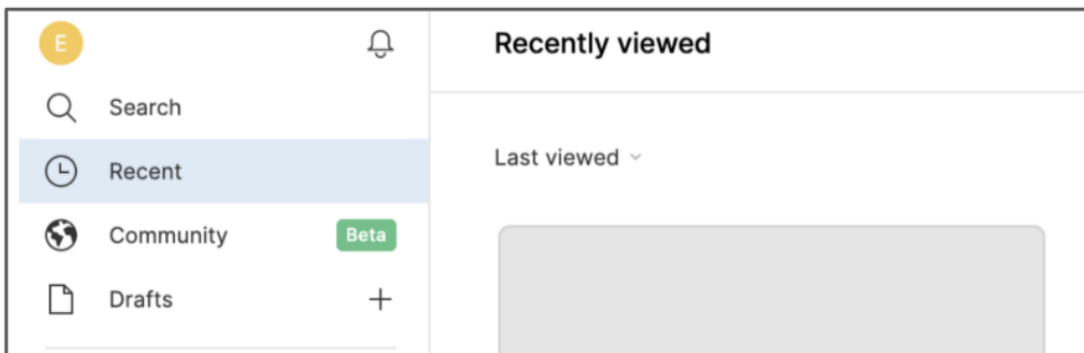 E
Recently viewed
Search
Recent
Last viewed
Community
Beta
Drafts